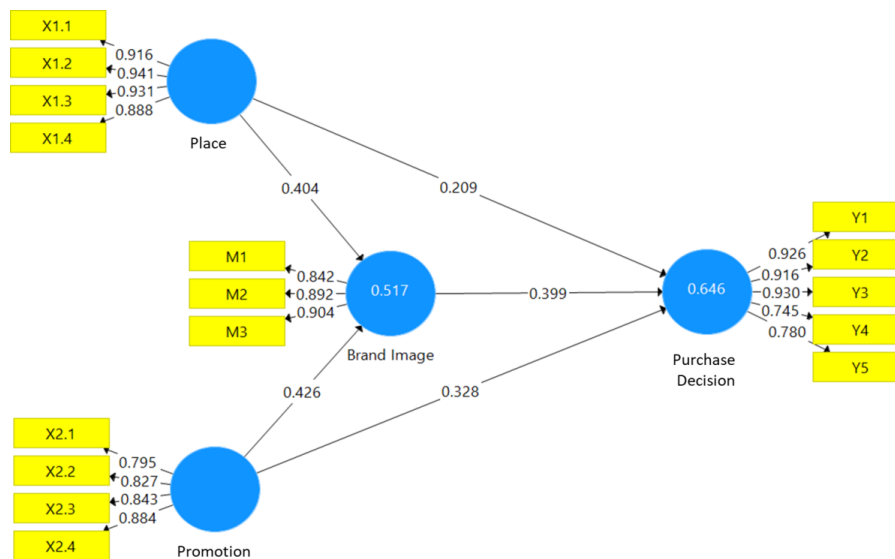 X1.1
0.916
X1.2
0.941
X1.3
0.931
X1.4
0.888
Place
0.404
0.209
M1
0.842
M2
0.892
M3
0.904
0.517
Brand Image
0.399
0.646
Purchase
Decision
Y1
0.926
Y2
0.916
Y3
0.930
Y4
0.745
Y5
0.780
0.426
0.328
X2.1
0.795
X2.2
0.827
X2.3
0.843
X2.4
0.884
Promotion